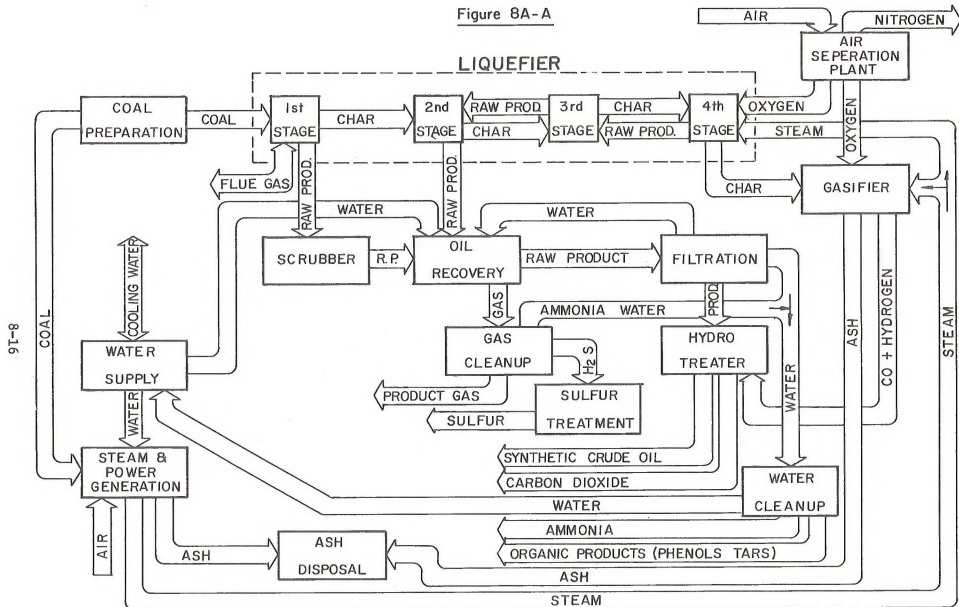 Figure 8A-A
AIR
NITROGEN
AIR
SEPERATION
PLANT
LIQUEFIER
COAL
PREPARATION
COAL
1st
STAGE
CHAR
2nd
STAGE
RAW PROD.
CHAR
3rd
STAGE
CHAR
RAW PROD.
4th
STAGE
OXYGEN
STEAM
OXYGEN
FLUE GAS
RAW PROD.
RAW PROD.
CHAR
GASIFIER
WATER
WATER
SCRUBBER
R.P.
OIL
RECOVERY
RAW PRODUCT
FILTRATION
COOLING WATER
COAL
8-16
GAS
AMMONIA WATER
PROD.
WATER
ASH
CO + HYDROGEN
STEAM
WATER
SUPPLY
GAS
CLEANUP
H2S
HYDRO
TREATER
PRODUCT GAS
SULFUR
TREATMENT
SULFUR
WATER
STEAM &
POWER
GENERATION
SYNTHETIC CRUDE OIL
CARBON DIOXIDE
WATER
WATER
CLEANUP
AMMONIA
ORGANIC PRODUCTS (PHENOLS TARS)
AIR
ASH
ASH
DISPOSAL
ASH
STEAM